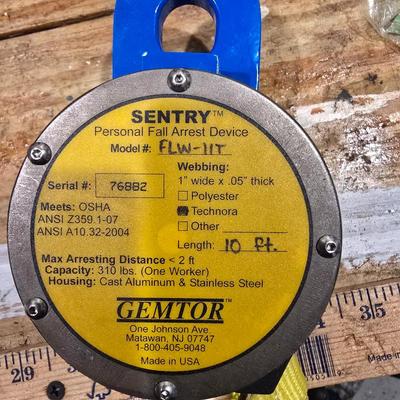 SENTRY™
Personal Fall Arrest Device
Model #: FLW-11T
Webbing:
1" wide x .05" thick
Serial #: 76882
Polyester
Technora
Other
Meets: OSHA
ANSI Z359.1-07
ANSI A10.32-2004
Length: 10 Ft.
Max Arresting Distance < 2 ft
Capacity: 310 lbs. (One Worker)
Housing: Cast Aluminum & Stainless Steel
GEMTOR™
One Johnson Ave.
Matawan, NJ 07747
1-800-405-9048
Made in USA
29
30
35